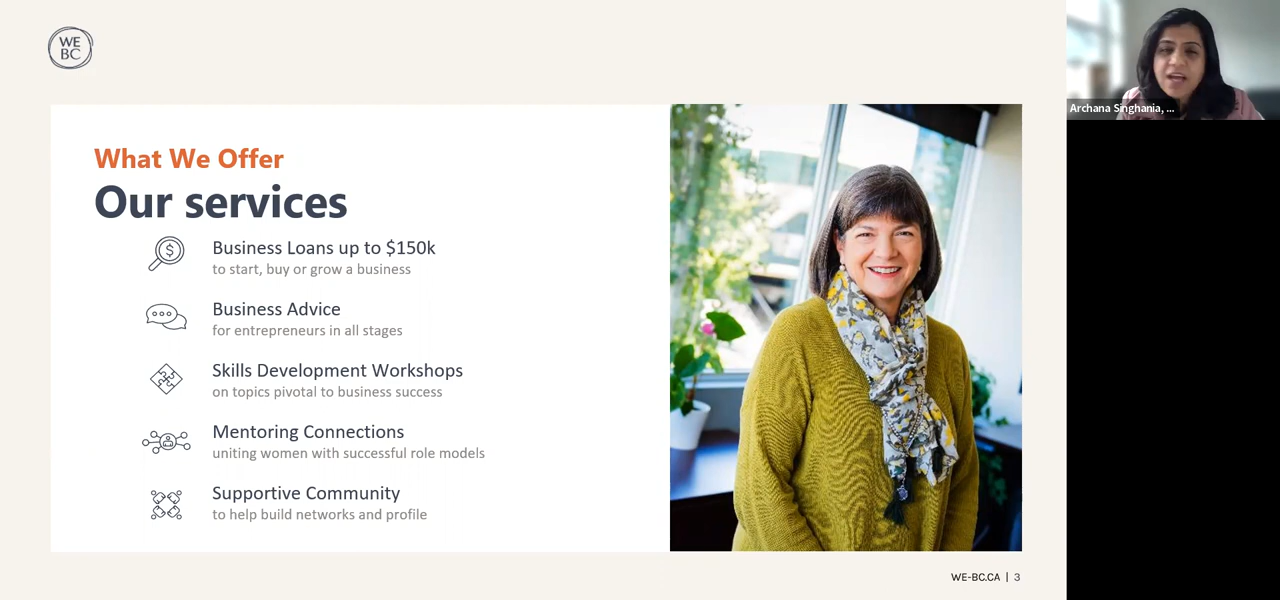 WE
BC
What We Offer
Our services
Business Loans up to $150k
to start, buy or grow a business
Business Advice
for entrepreneurs in all stages
Skills Development Workshops
on topics pivotal to business success
Mentoring Connections
uniting women with successful role models
Supportive Community
to help build networks and profile
WE-BC.CA | 3
Archana Singhania, ...